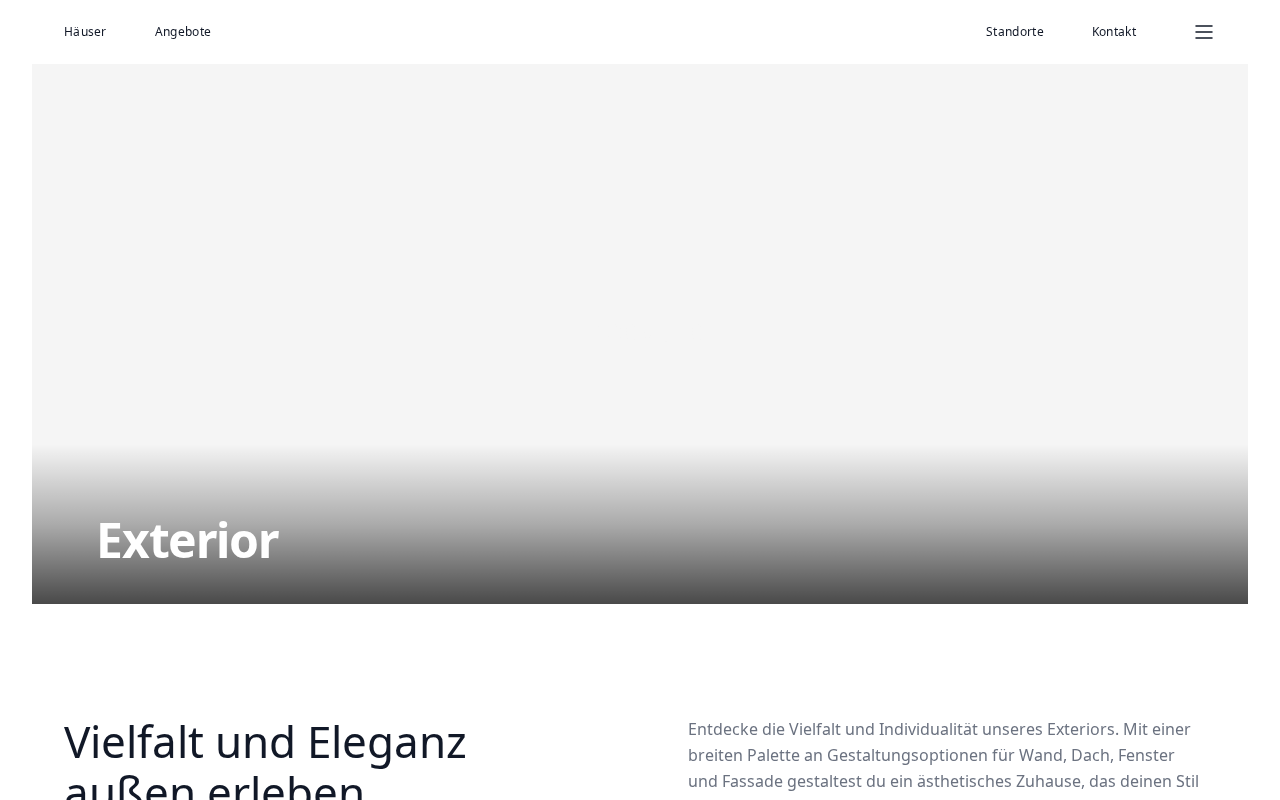 Häuser
Angebote
Standorte
Kontakt
Exterior
Vielfalt und Eleganz
außen erleben
Entdecke die Vielfalt und Individualität unseres Exteriors. Mit einer
breiten Palette an Gestaltungsoptionen für Wand, Dach, Fenster
und Fassade gestaltest du ein ästhetisches Zuhause, das deinen Stil